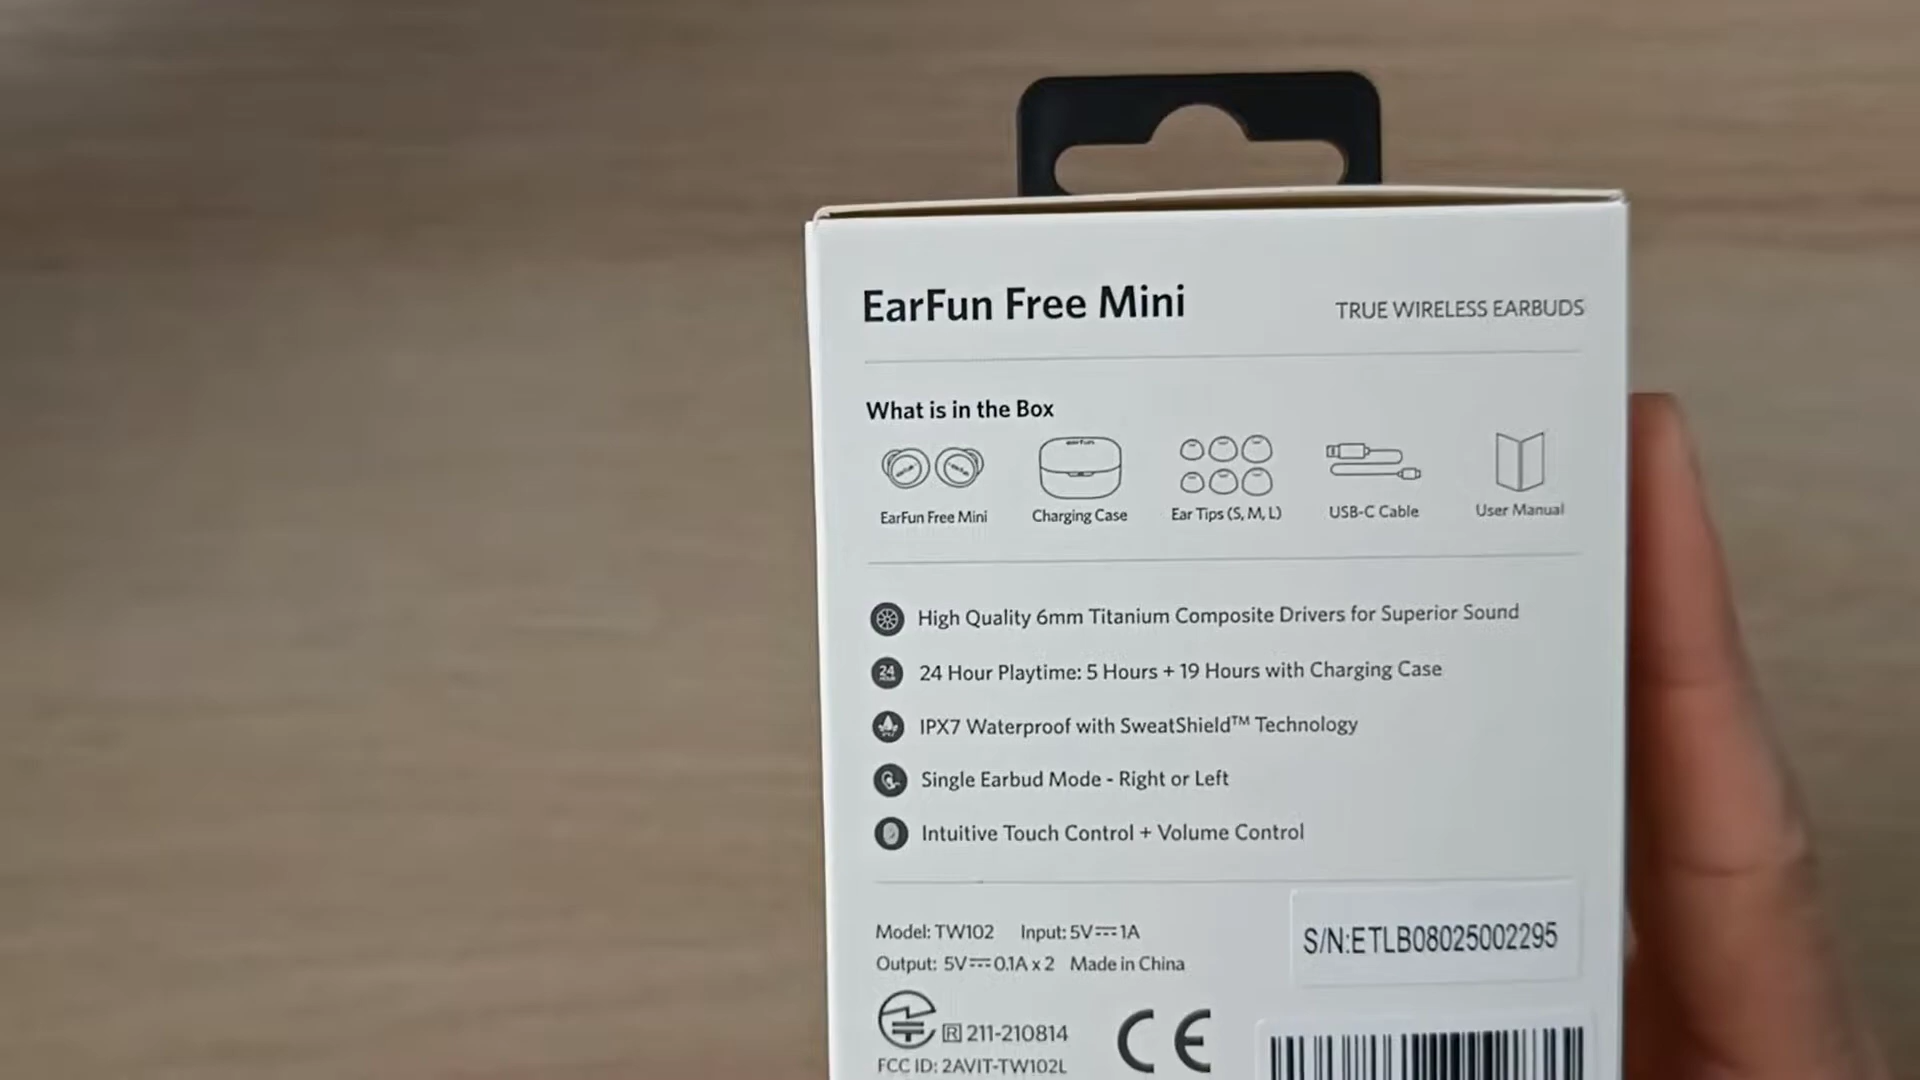 EarFun Free Mini
TRUE WIRELESS EARBUDS
What is in the Box
EarFun Free Mini
Charging Case
Ear Tips (S, M, L)
USB-C Cable
User Manual
High Quality 6mm Titanium Composite Drivers for Superior Sound
24 Hour Playtime: 5 Hours + 19 Hours with Charging Case
IPX7 Waterproof with SweatShield™ Technology
Single Earbud Mode - Right or Left
Intuitive Touch Control + Volume Control
Model: TW102 Input: 5V⎓1A
Output: 5V⎓0.1A x 2 Made in China
S/N:ETLB08025002295
R 211-210814
CE
FCC ID: 2AVIT-TW102L